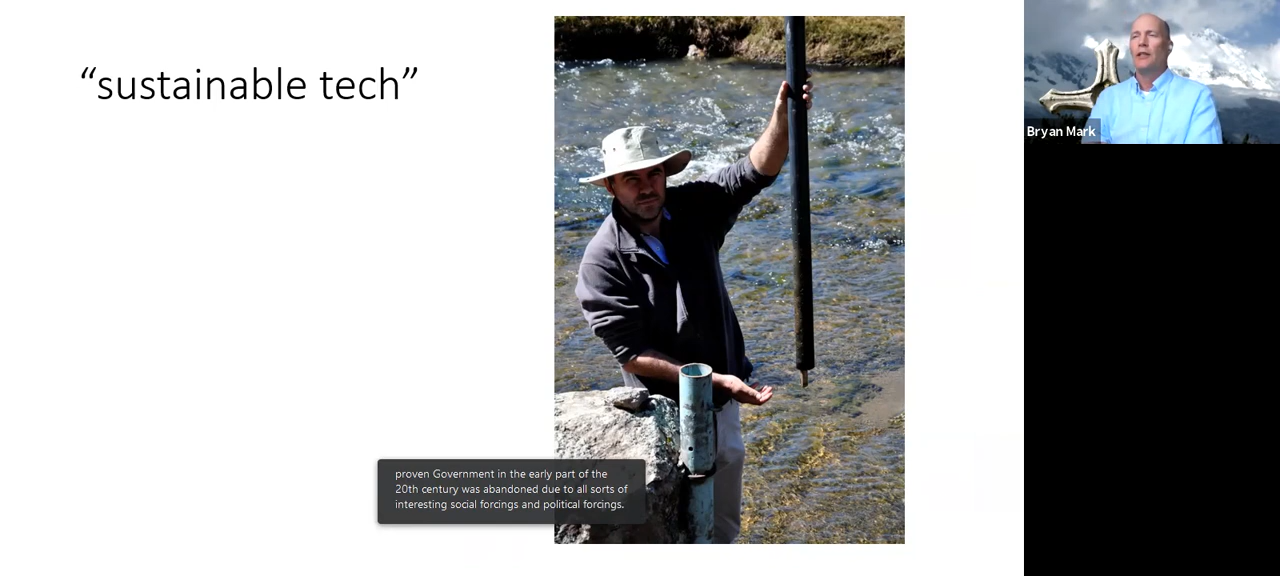 “sustainable tech”
Bryan Mark
proven Government in the early part of the
20th century was abandoned due to all sorts of
interesting social forcings and political forcings.